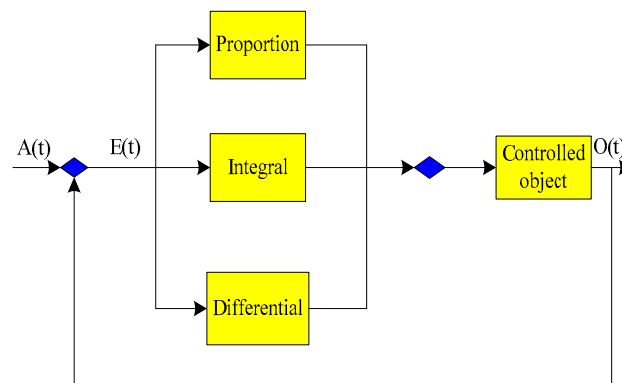 Proportion
A(t)
E(t)
Integral
Controlled
object
O(t)
Differential